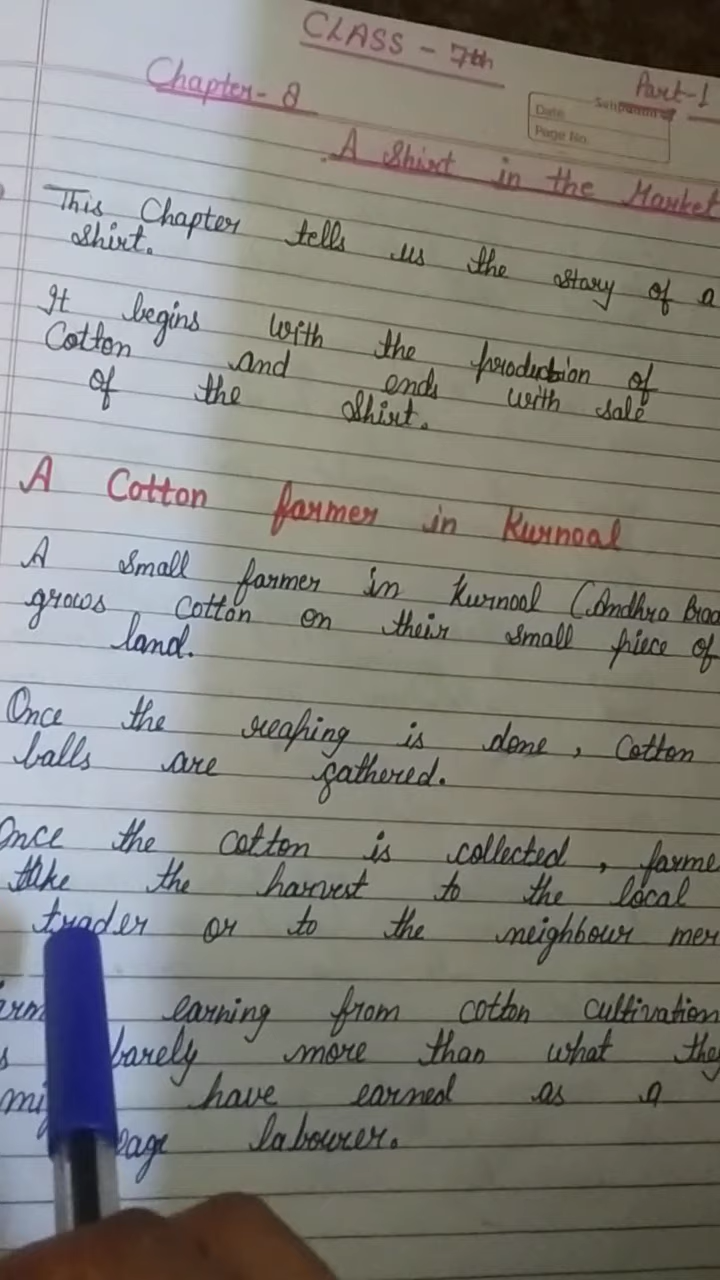 CLASS - 7th
Part-1
Chapter- 8
Date
Page No.
A Shirt in the Market
This Chapter tells us the story of a
Shirt.
It begins with the production of
Cotton and ends with sale
of the Shirt.
A Cotton farmer in Kurnoal
A small farmer in Kurnool (Andhra
grows cotton on their small piece of
land.
Once the reaping is done, Cotton
balls are gathered.
Once the cotton is collected, farme
take the harvest to the local
trader or to the neighbour mer
earning from cotton cultivation
barely more than what they
have earned as a
labourer.